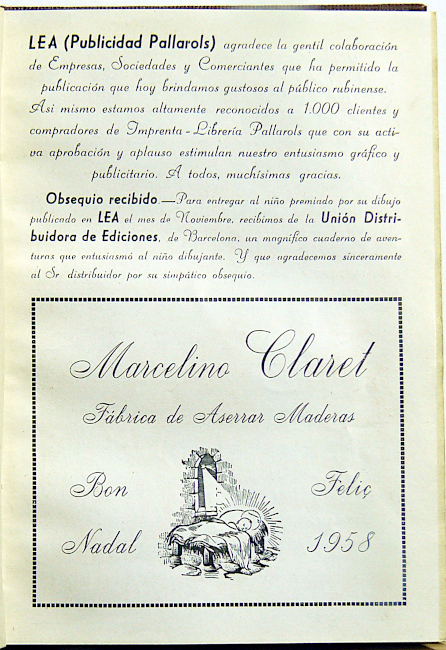 LEA (Publicidad Pallarols) agradece la gentil colaboración
de Empresas, Sociedades y Comerciantes que ha permitido la
publicación que hoy brindamos gustosos al público rubinense.
Asi mismo estamos altamente reconocidos a 1.000 clientes y
compradores de Imprenta - Librería Pallarols que con su acti-
va aprobación y aplauso estimulan nuestro entusiasmo gráfico y
publicitario. A todos, muchísimas gracias.
Obsequio recibido.—Para entregar al niño premiado por su dibujo
publicado en LEA el mes de Noviembre, recibimos de la Unión Distri-
buidora de Ediciones, de Barcelona, un magnífico cuaderno de aven-
turas que entusiasmó al niño dibujante. Y que agradecemos sinceramente
al Sr. distribuidor por su simpático obsequio.
Marcelino Claret
Fábrica de Aserrar Maderas
Bon Feliç
Nadal 1958